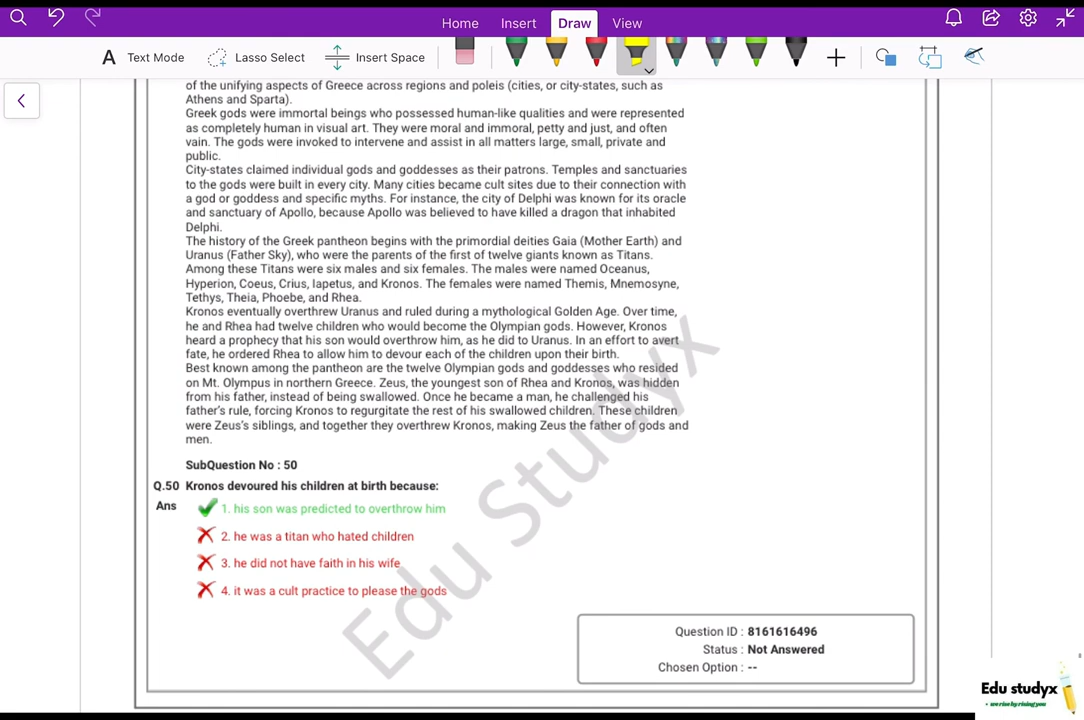 Home Insert Draw View
A Text Mode Lasso Select Insert Space
of the unifying aspects of Greece across regions and poleis (cities, or city-states, such as
Athens and Sparta).
Greek gods were immortal beings who possessed human-like qualities and were represented
as completely human in visual art. They were moral and immoral, petty and just, and often
vain. The gods were invoked to intervene and assist in all matters large, small, private and
public.
City-states claimed individual gods and goddesses as their patrons. Temples and sanctuaries
to the gods were built in every city. Many cities became cult sites due to their connection with
a god or goddess and specific myths. For instance, the city of Delphi was known for its oracle
and sanctuary of Apollo, because Apollo was believed to have killed a dragon that inhabited
Delphi.
The history of the Greek pantheon begins with the primordial deities Gaia (Mother Earth) and
Uranus (Father Sky), who were the parents of the first of twelve giants known as Titans.
Among these Titans were six males and six females. The males were named Oceanus,
Hyperion, Coeus, Crius, Iapetus, and Kronos. The females were named Themis, Mnemosyne,
Tethys, Theia, Phoebe, and Rhea.
Kronos eventually overthrew Uranus and ruled during a mythological Golden Age. Over time,
he and Rhea had twelve children who would become the Olympian gods. However, Kronos
heard a prophecy that his son would overthrow him, as he did to Uranus. In an effort to avert
fate, he ordered Rhea to allow him to devour each of the children upon their birth.
Best known among the pantheon are the twelve Olympian gods and goddesses who resided
on Mt. Olympus in northern Greece. Zeus, the youngest son of Rhea and Kronos, was hidden
from his father, instead of being swallowed. Once he became a man, he challenged his
father's rule, forcing Kronos to regurgitate the rest of his swallowed children. These children
were Zeus's siblings, and together they overthrew Kronos, making Zeus the father of gods and
men.
SubQuestion No : 50
Q.50 Kronos devoured his children at birth because:
Ans 1. his son was predicted to overthrow him
2. he was a titan who hated children
3. he did not have faith in his wife
4. it was a cult practice to please the gods
Edu Studyx
Question ID : 8161616496
Status : Not Answered
Chosen Option : --
Edu studyx
we rise by rising you